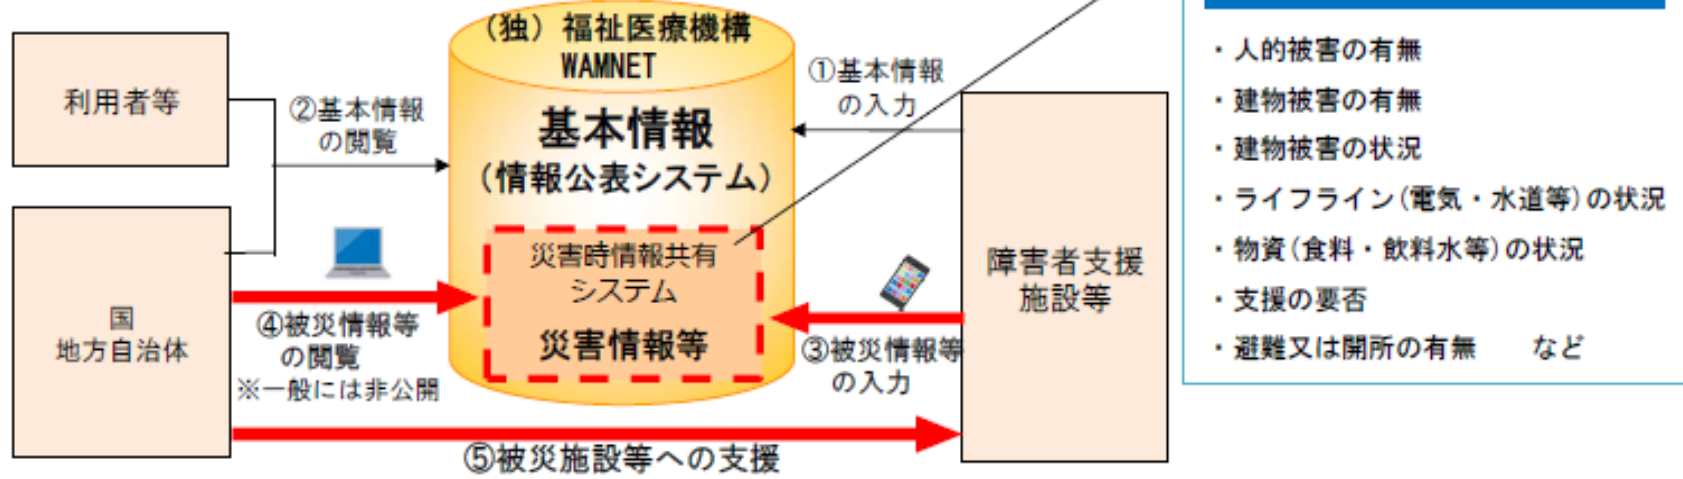 （独）福祉医療機構
WAMNET
基本情報
（情報公表システム）
災害時情報共有
システム
災害情報等
利用者等
国
地方自治体
②基本情報
の閲覧
④被災情報等
の閲覧
※一般には非公開
①基本情報
の入力
③被災情報等
の入力
障害者支援
施設等
⑤被災施設等への支援
・人的被害の有無
・建物被害の有無
・建物被害の状況
・ライフライン(電気・水道等)の状況
・物資(食料・飲料水等)の状況
・支援の要否
・避難又は開所の有無　　など